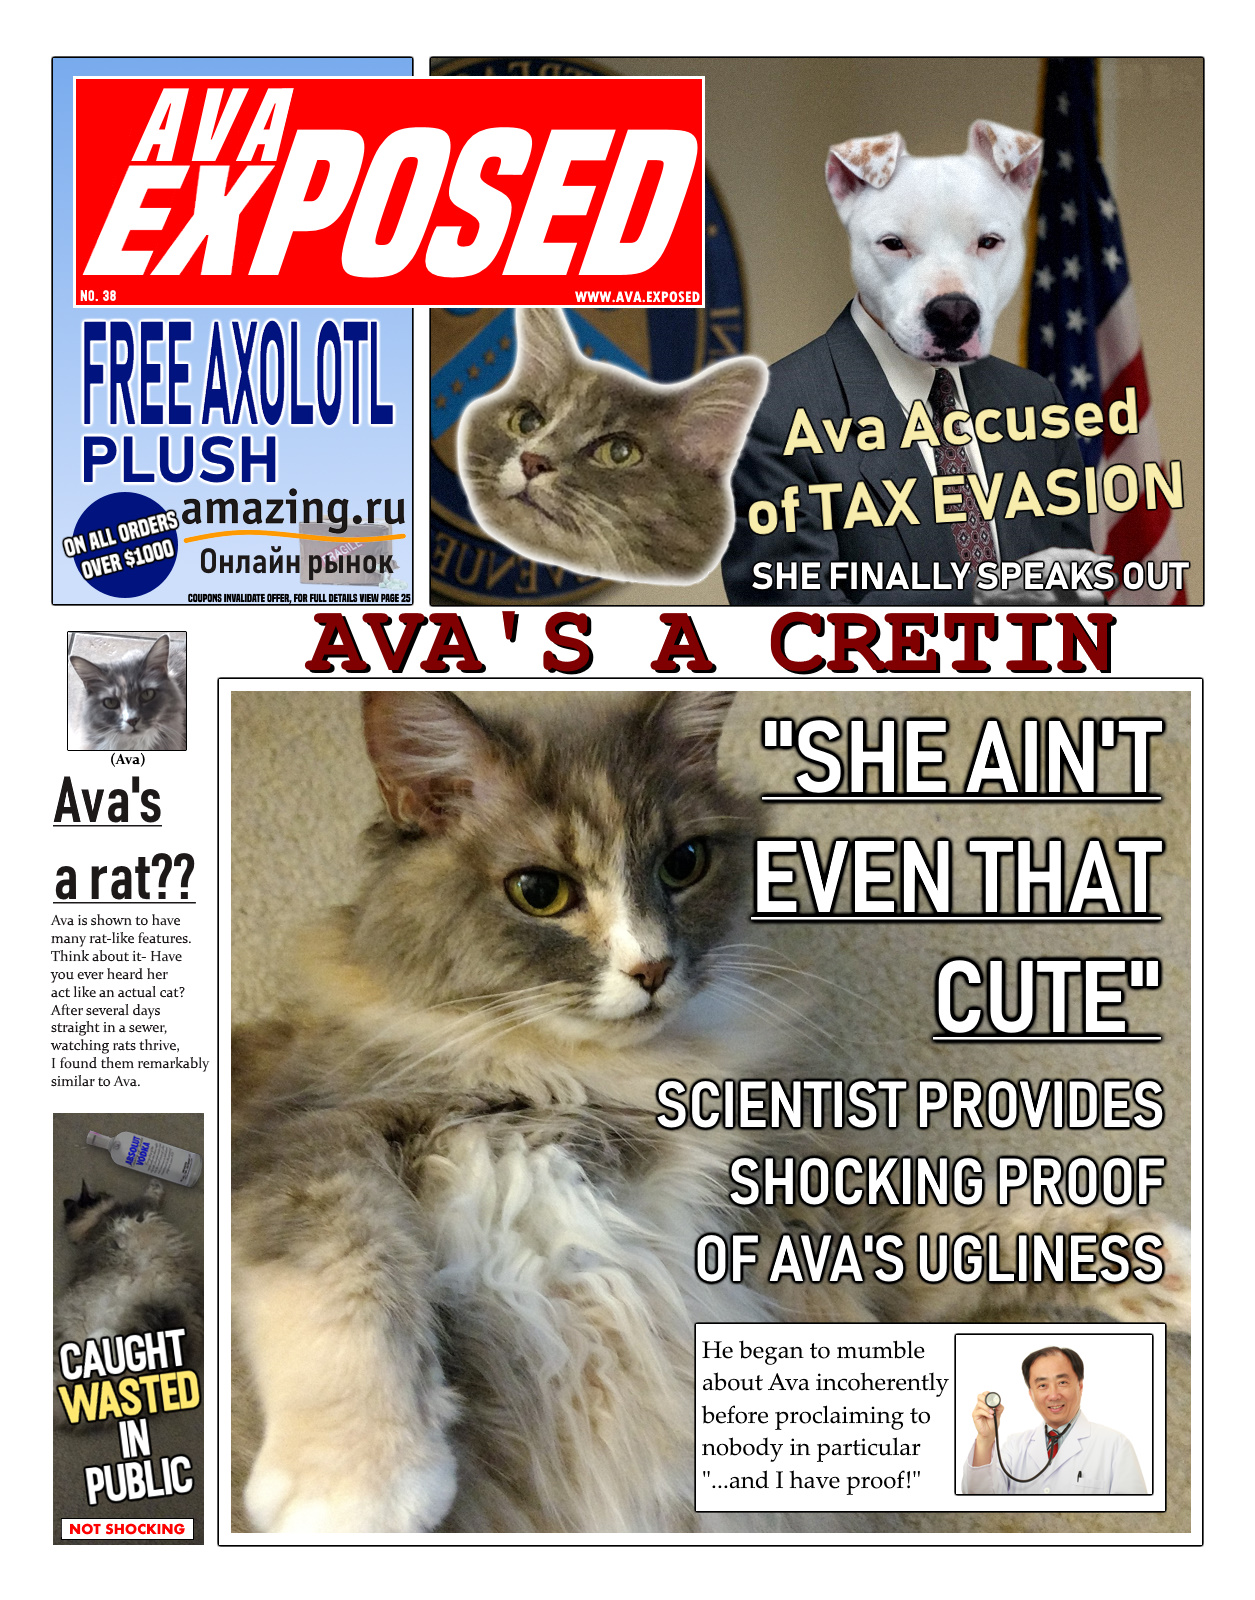 AVA
EXPOSED
NO. 38
WWW.AVA.EXPOSED
FREE AXOLOTL
PLUSH
ON ALL ORDERS
OVER $1000
amazing.ru
Онлайн рынок
FRAGILE
COUPONS INVALIDATE OFFER, FOR FULL DETAILS VIEW PAGE 25
Ava Accused
of TAX EVASION
SHE FINALLY SPEAKS OUT
AVA'S A CRETIN
(Ava)
Ava's
a rat??
Ava is shown to have
many rat-like features.
Think about it- Have
you ever heard her
act like an actual cat?
After several days
straight in a sewer,
watching rats thrive,
I found them remarkably
similar to Ava.
ABSOLUT
VODKA
CAUGHT
WASTED
IN
PUBLIC
NOT SHOCKING
"SHE AIN'T
EVEN THAT
CUTE"
SCIENTIST PROVIDES
SHOCKING PROOF
OF AVA'S UGLINESS
He began to mumble
about Ava incoherently
before proclaiming to
nobody in particular
"...and I have proof!"